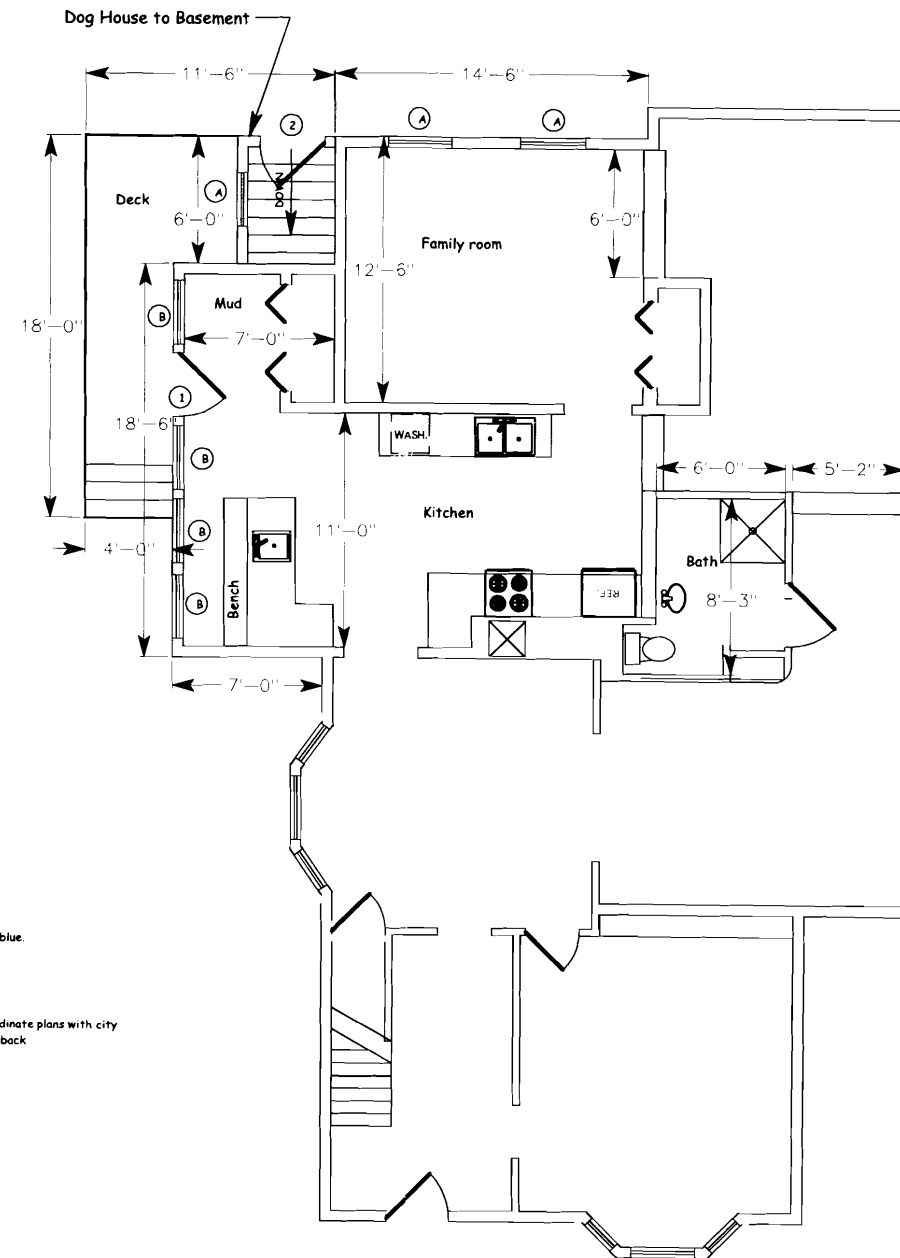 Dog House to Basement
11'-6"
14'-6"
2
A
A
A
Deck
DOWN
6'-0"
6'-0"
Family room
12'-6"
Mud
B
7'-0"
18'-0"
1
18'-6"
WASH.
B
6'-0"
5'-2"
Kitchen
11'-0"
B
4'-0"
Bath
B
Bench
REF.
8'-3"
7'-0"
blue.
dinate plans with city
back